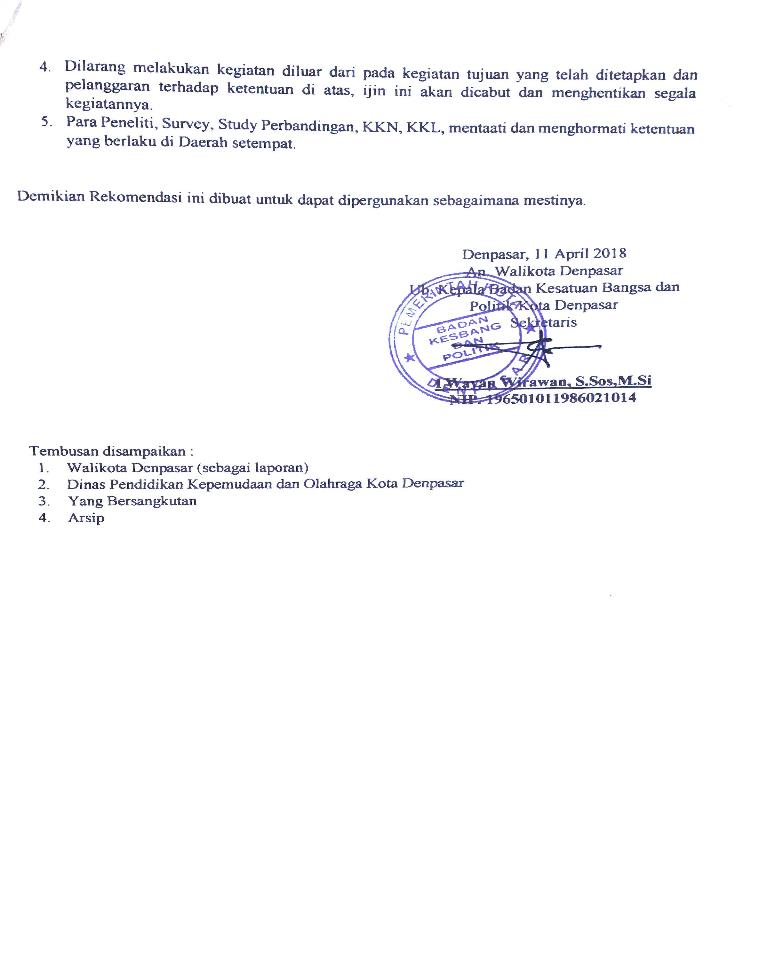 4. Dilarang melakukan kegiatan diluar dari pada kegiatan tujuan yang telah ditetapkan dan
pelanggaran terhadap ketentuan di atas, ijin ini akan dicabut dan menghentikan segala
kegiatannya.
5. Para Peneliti, Survey, Study Perbandingan, KKN, KKL, mentaati dan menghormati ketentuan
yang berlaku di Daerah setempat.
Demikian Rekomendasi ini dibuat untuk dapat dipergunakan sebagaimana mestinya.
Denpasar, 11 April 2018
An. Walikota Denpasar
Ub. Kepala Badan Kesatuan Bangsa dan
Politik Kota Denpasar
Sekretaris
PEMERINTAH KOTA
BADAN
KESBANG
DAN
POLITIK
DENPASAR
I Wayan Wirawan, S.Sos,M.Si
NIP. 196501011986021014
Tembusan disampaikan :
1. Walikota Denpasar (sebagai laporan)
2. Dinas Pendidikan Kepemudaan dan Olahraga Kota Denpasar
3. Yang Bersangkutan
4. Arsip